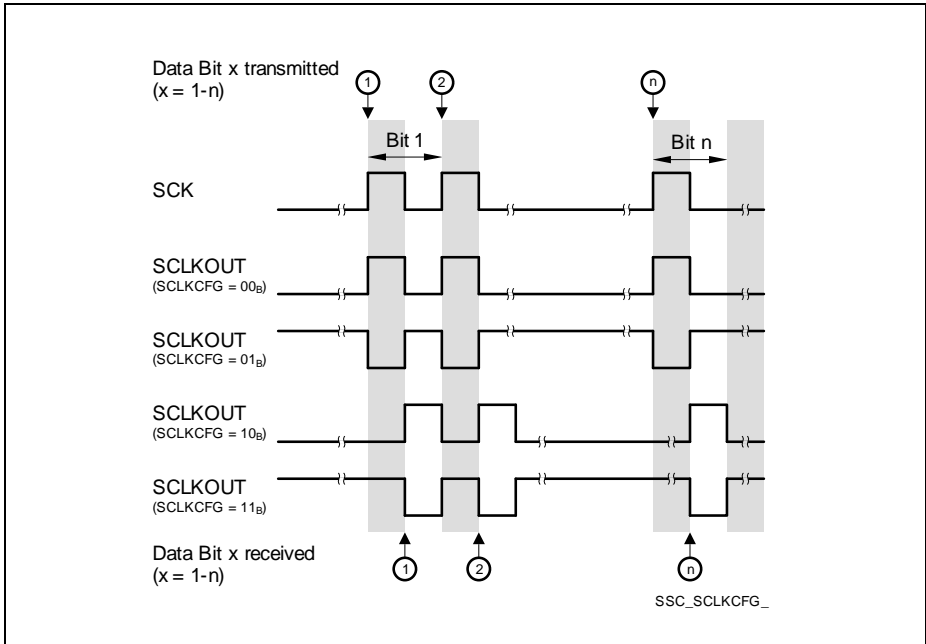 Data Bit x transmitted
(x = 1-n)
1 2 n
Bit 1 Bit n
SCK
SCLKOUT
(SCLKCFG = 00B)
SCLKOUT
(SCLKCFG = 01B)
SCLKOUT
(SCLKCFG = 10B)
SCLKOUT
(SCLKCFG = 11B)
Data Bit x received
(x = 1-n)
1 2 n
SSC_SCLKCFG_